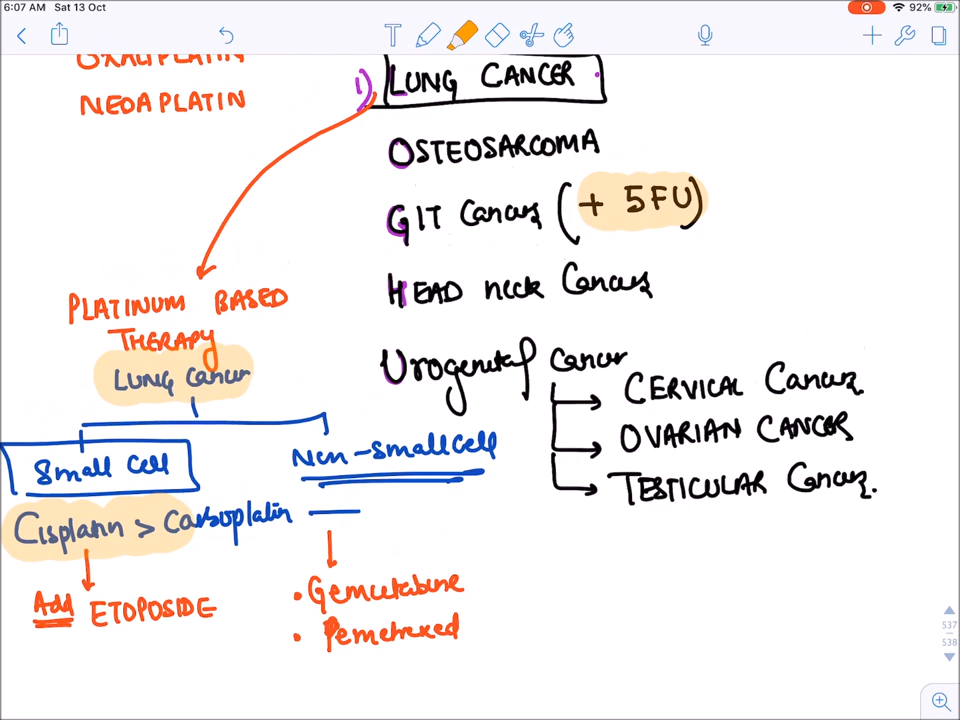 6:07 AM Sat 13 Oct
92%
T
OXALIPLATIN
NEDAPLATIN
1) LUNG CANCER
OSTEOSARCOMA
GIT Cancer (+ 5FU)
HEAD neck Cancer
Urogenital Cancer
CERVICAL Cancer
OVARIAN CANCER
TESTICULAR Cancer.
PLATINUM BASED
THERAPY
LUNG Cancer
Small Cell
Non-small cell
Cisplatin > Carboplatin
Add ETOPOSIDE
• Gemcitabine
• Pemetrexed
537
538